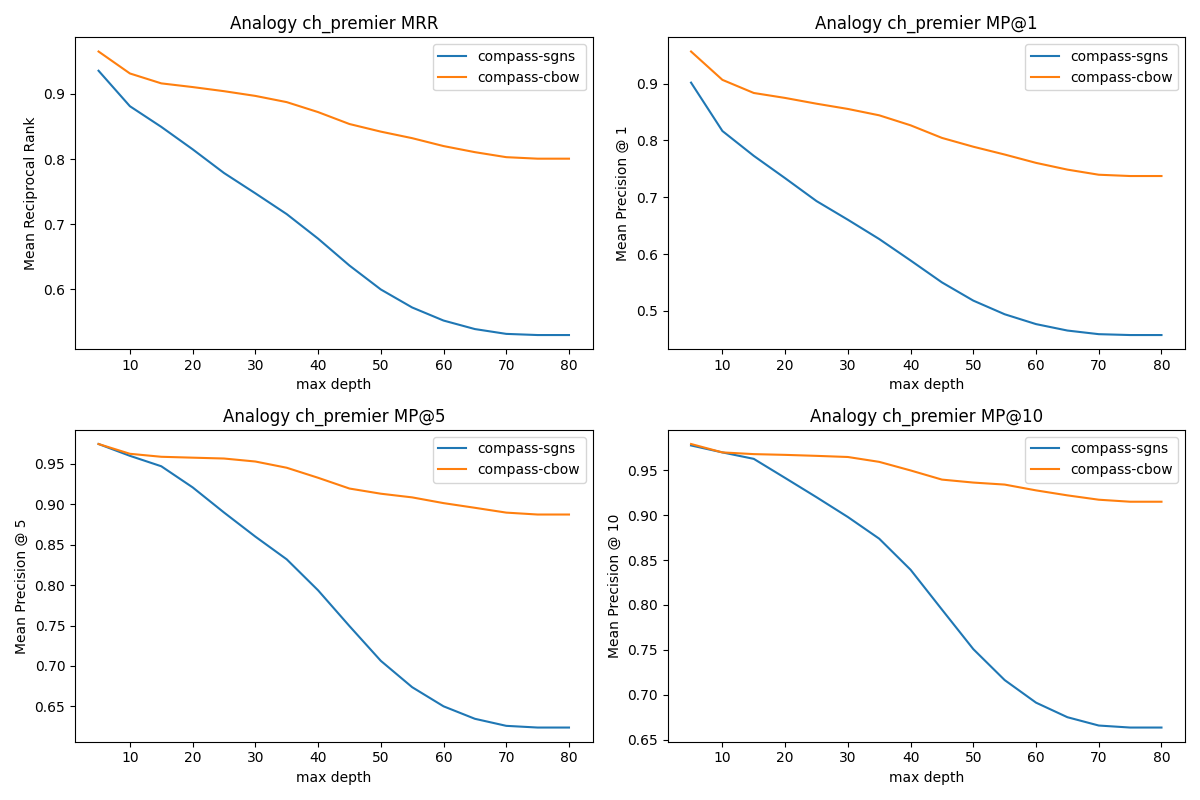 Analogy ch_premier MRR
compass-sgns
compass-cbow
Mean Reciprocal Rank
0.9
0.8
0.7
0.6
10 20 30 40 50 60 70 80
max depth
Analogy ch_premier MP@1
compass-sgns
compass-cbow
Mean Precision @ 1
0.9
0.8
0.7
0.6
0.5
10 20 30 40 50 60 70 80
max depth
Analogy ch_premier MP@5
compass-sgns
compass-cbow
Mean Precision @ 5
0.95
0.90
0.85
0.80
0.75
0.70
0.65
10 20 30 40 50 60 70 80
max depth
Analogy ch_premier MP@10
compass-sgns
compass-cbow
Mean Precision @ 10
0.95
0.90
0.85
0.80
0.75
0.70
0.65
10 20 30 40 50 60 70 80
max depth